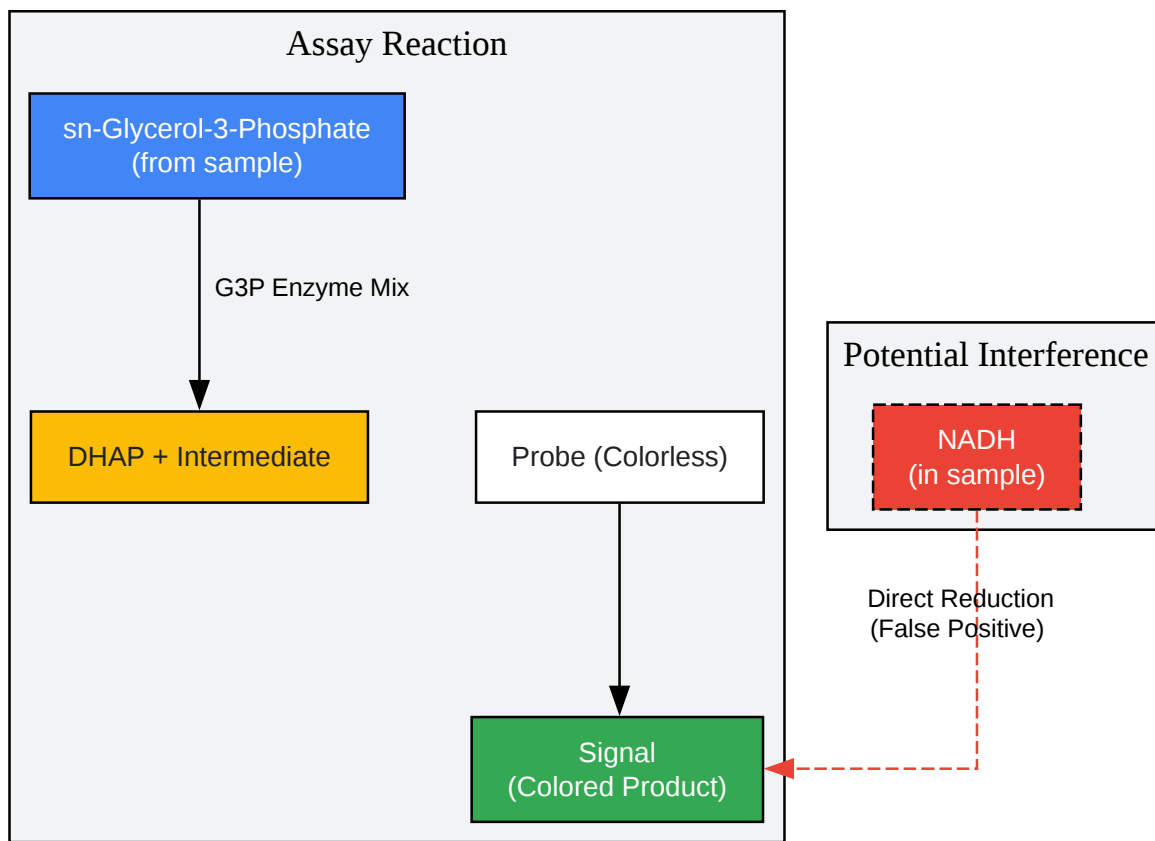 Assay Reaction
sn-Glycerol-3-Phosphate
(from sample)
G3P Enzyme Mix
DHAP + Intermediate
Probe (Colorless)
Signal
(Colored Product)
Potential Interference
NADH
(in sample)
Direct Reduction
(False Positive)